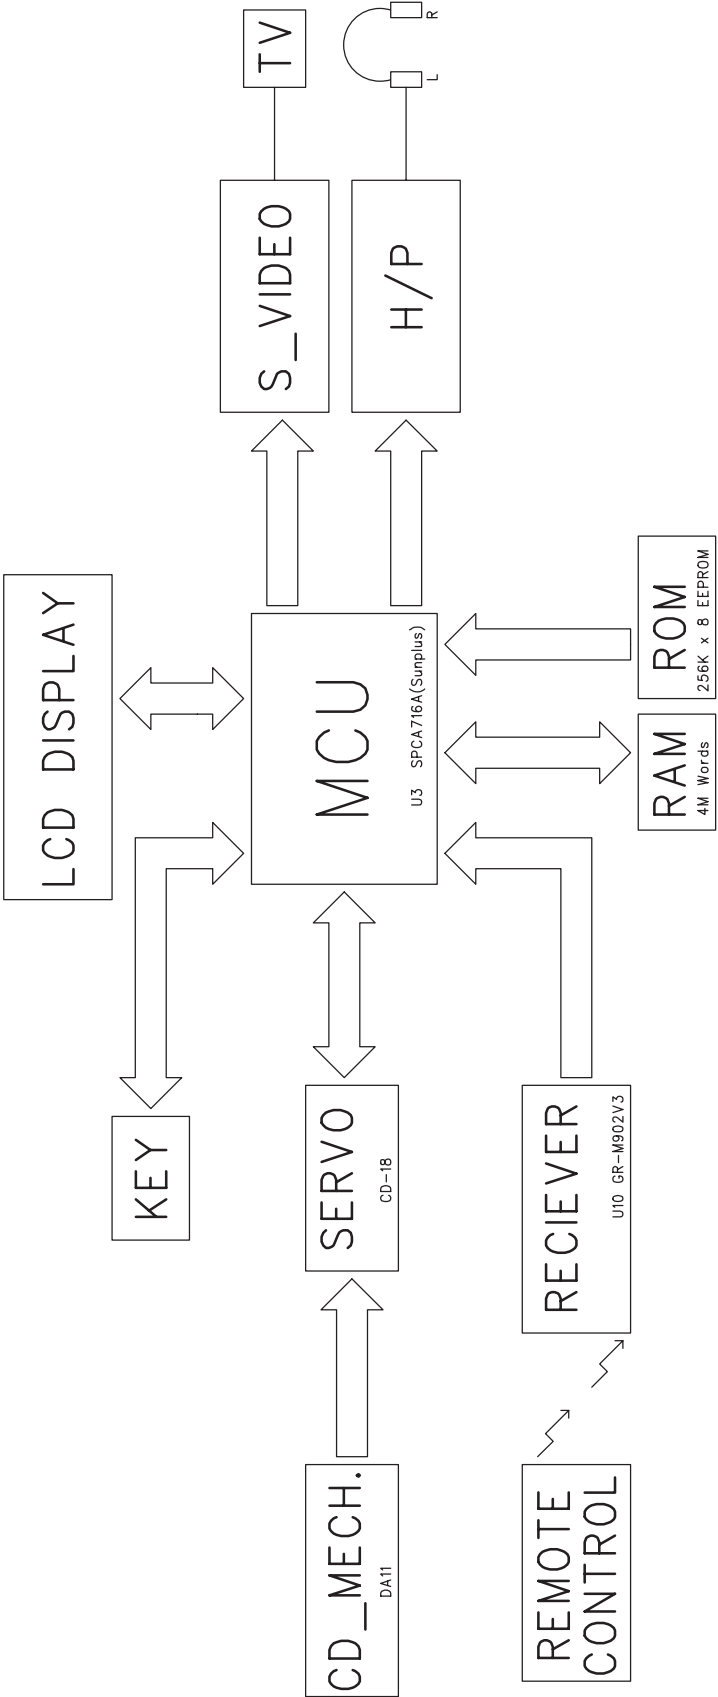 LCD DISPLAY
KEY
TV
S_VIDEO
R
L
H/P
MCU
U3 SPCA716A(Sunplus)
CD_MECH.
DA11
SERVO
CD-18
REMOTE
CONTROL
RECIEVER
U10 GR-M902V3
RAM
4M Words
ROM
256K x 8 EEPROM